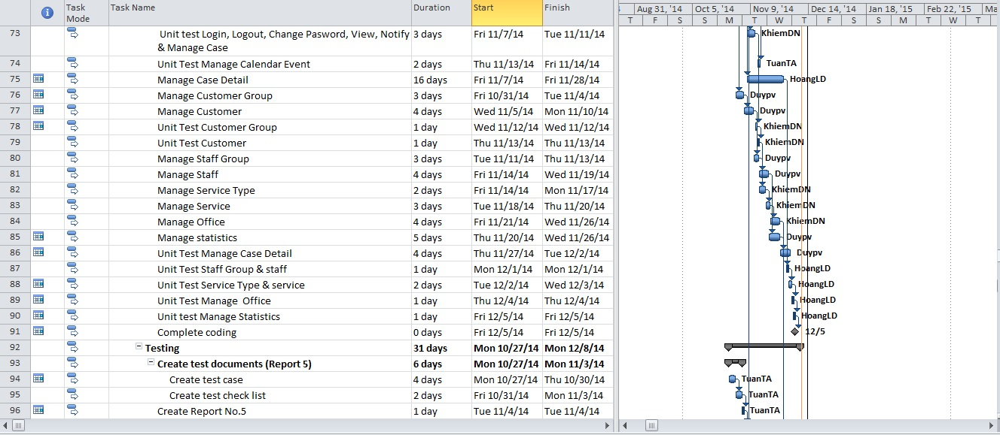 Task Mode Task Name Duration Start Finish
Aug 31, '14 Oct 5, '14 Nov 9, '14 Dec 14, '14 Jan 18, '15 Feb 22, '15
T F S S M T W T F S S M T W T
73 Unit test Login, Logout, Change Pasword, View, Notify 3 days Fri 11/7/14 Tue 11/11/14 KhiemDN
& Manage Case
74 Unit Test Manage Calendar Event 2 days Thu 11/13/14 Fri 11/14/14 TuanTA
75 Manage Case Detail 16 days Fri 11/7/14 Fri 11/28/14 HoangLD
76 Manage Customer Group 3 days Fri 10/31/14 Tue 11/4/14 Duypv
77 Manage Customer 4 days Wed 11/5/14 Mon 11/10/14 Duypv
78 Unit Test Customer Group 1 day Wed 11/12/14 Wed 11/12/14 KhiemDN
79 Unit Test Customer 1 day Thu 11/13/14 Thu 11/13/14 KhiemDN
80 Manage Staff Group 3 days Tue 11/11/14 Thu 11/13/14 Duypv
81 Manage Staff 4 days Fri 11/14/14 Wed 11/19/14 Duypv
82 Manage Service Type 2 days Fri 11/14/14 Mon 11/17/14 KhiemDN
83 Manage Service 3 days Tue 11/18/14 Thu 11/20/14 KhiemDN
84 Manage Office 4 days Fri 11/21/14 Wed 11/26/14 KhiemDN
85 Manage statistics 5 days Thu 11/20/14 Wed 11/26/14 Duypv
86 Unit Test Manage Case Detail 4 days Thu 11/27/14 Tue 12/2/14 Duypv
87 Unit Test Staff Group & staff 1 day Mon 12/1/14 Mon 12/1/14 HoangLD
88 Unit Test Service Type & service 2 days Tue 12/2/14 Wed 12/3/14 HoangLD
89 Unit Test Manage Office 1 day Thu 12/4/14 Thu 12/4/14 HoangLD
90 Unit test Manage Statistics 1 day Fri 12/5/14 Fri 12/5/14 HoangLD
91 Complete coding 0 days Fri 12/5/14 Fri 12/5/14 12/5
92 Testing 31 days Mon 10/27/14 Mon 12/8/14
93 Create test documents (Report 5) 6 days Mon 10/27/14 Mon 11/3/14
94 Create test case 4 days Mon 10/27/14 Thu 10/30/14 TuanTA
95 Create test check list 2 days Fri 10/31/14 Mon 11/3/14 TuanTA
96 Create Report No.5 1 day Tue 11/4/14 Tue 11/4/14 TuanTA